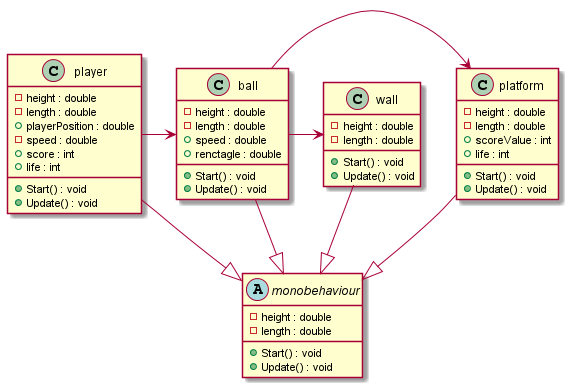 C player
height : double
length : double
playerPosition : double
speed : double
score : int
life : int
Start() : void
Update() : void
C ball
height : double
length : double
speed : double
renctagle : double
Start() : void
Update() : void
C wall
height : double
length : double
Start() : void
Update() : void
C platform
height : double
length : double
scoreValue : int
life : int
Start() : void
Update() : void
A monobehaviour
height : double
length : double
Start() : void
Update() : void